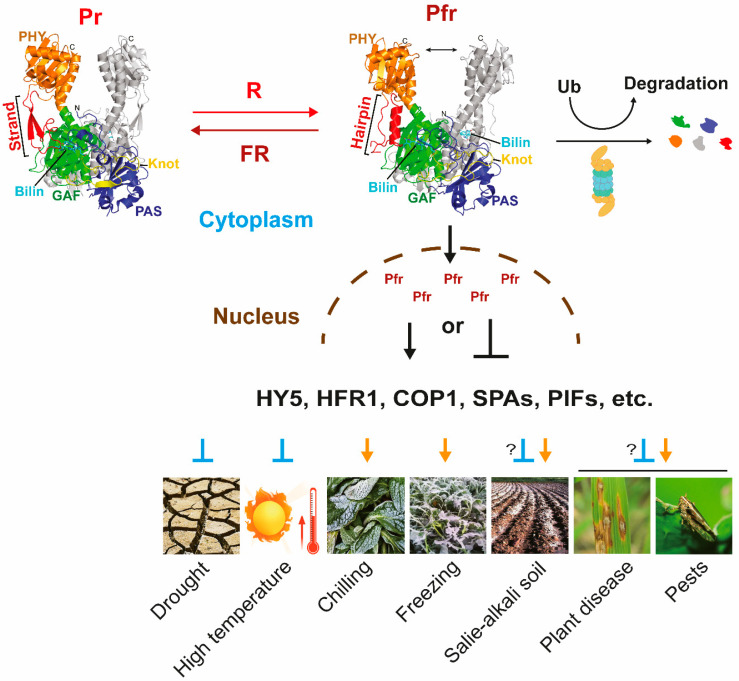 Pr
Pfr
PHY
C
C
PHY
C
C
Ub
Degradation
R
Strand
Hairpin
N
N
FR
Bilin
Knot
Knot
Bilin
Bilin
GAF
GAF
PAS
PAS
Cytoplasm
Pfr Pfr Pfr
Pfr Pfr
Nucleus
or
HY5, HFR1, COP1, SPAs, PIFs, etc.
?
?
Drought
High temperature
Chilling
Freezing
Salie-alkali soil
Plant disease
Pests